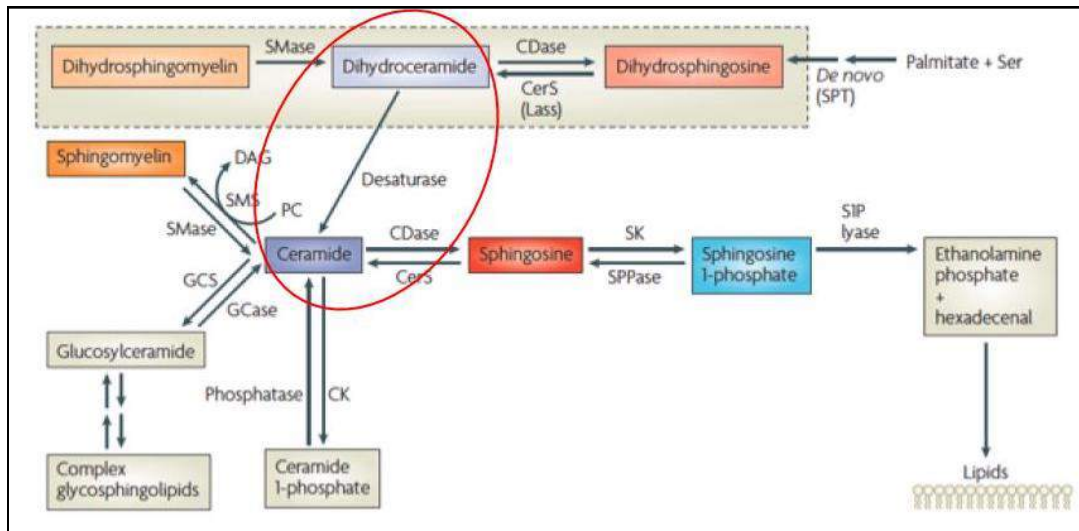 SMase
CDase
Dihydrosphingomyelin
Dihydroceramide
Dihydrosphingosine
Palmitate + Ser
CerS
(Lass)
De novo
(SPT)
Sphingomyelin
DAG
Desaturase
SMS
PC
SMase
Ceramide
CDase
CerS
Sphingosine
SK
SPPase
Sphingosine
1-phosphate
S1P
lyase
Ethanolamine
phosphate
+
hexadecenal
GCS
GCase
Glucosylceramide
Phosphatase
CK
Complex
glycosphingolipids
Ceramide
1-phosphate
Lipids